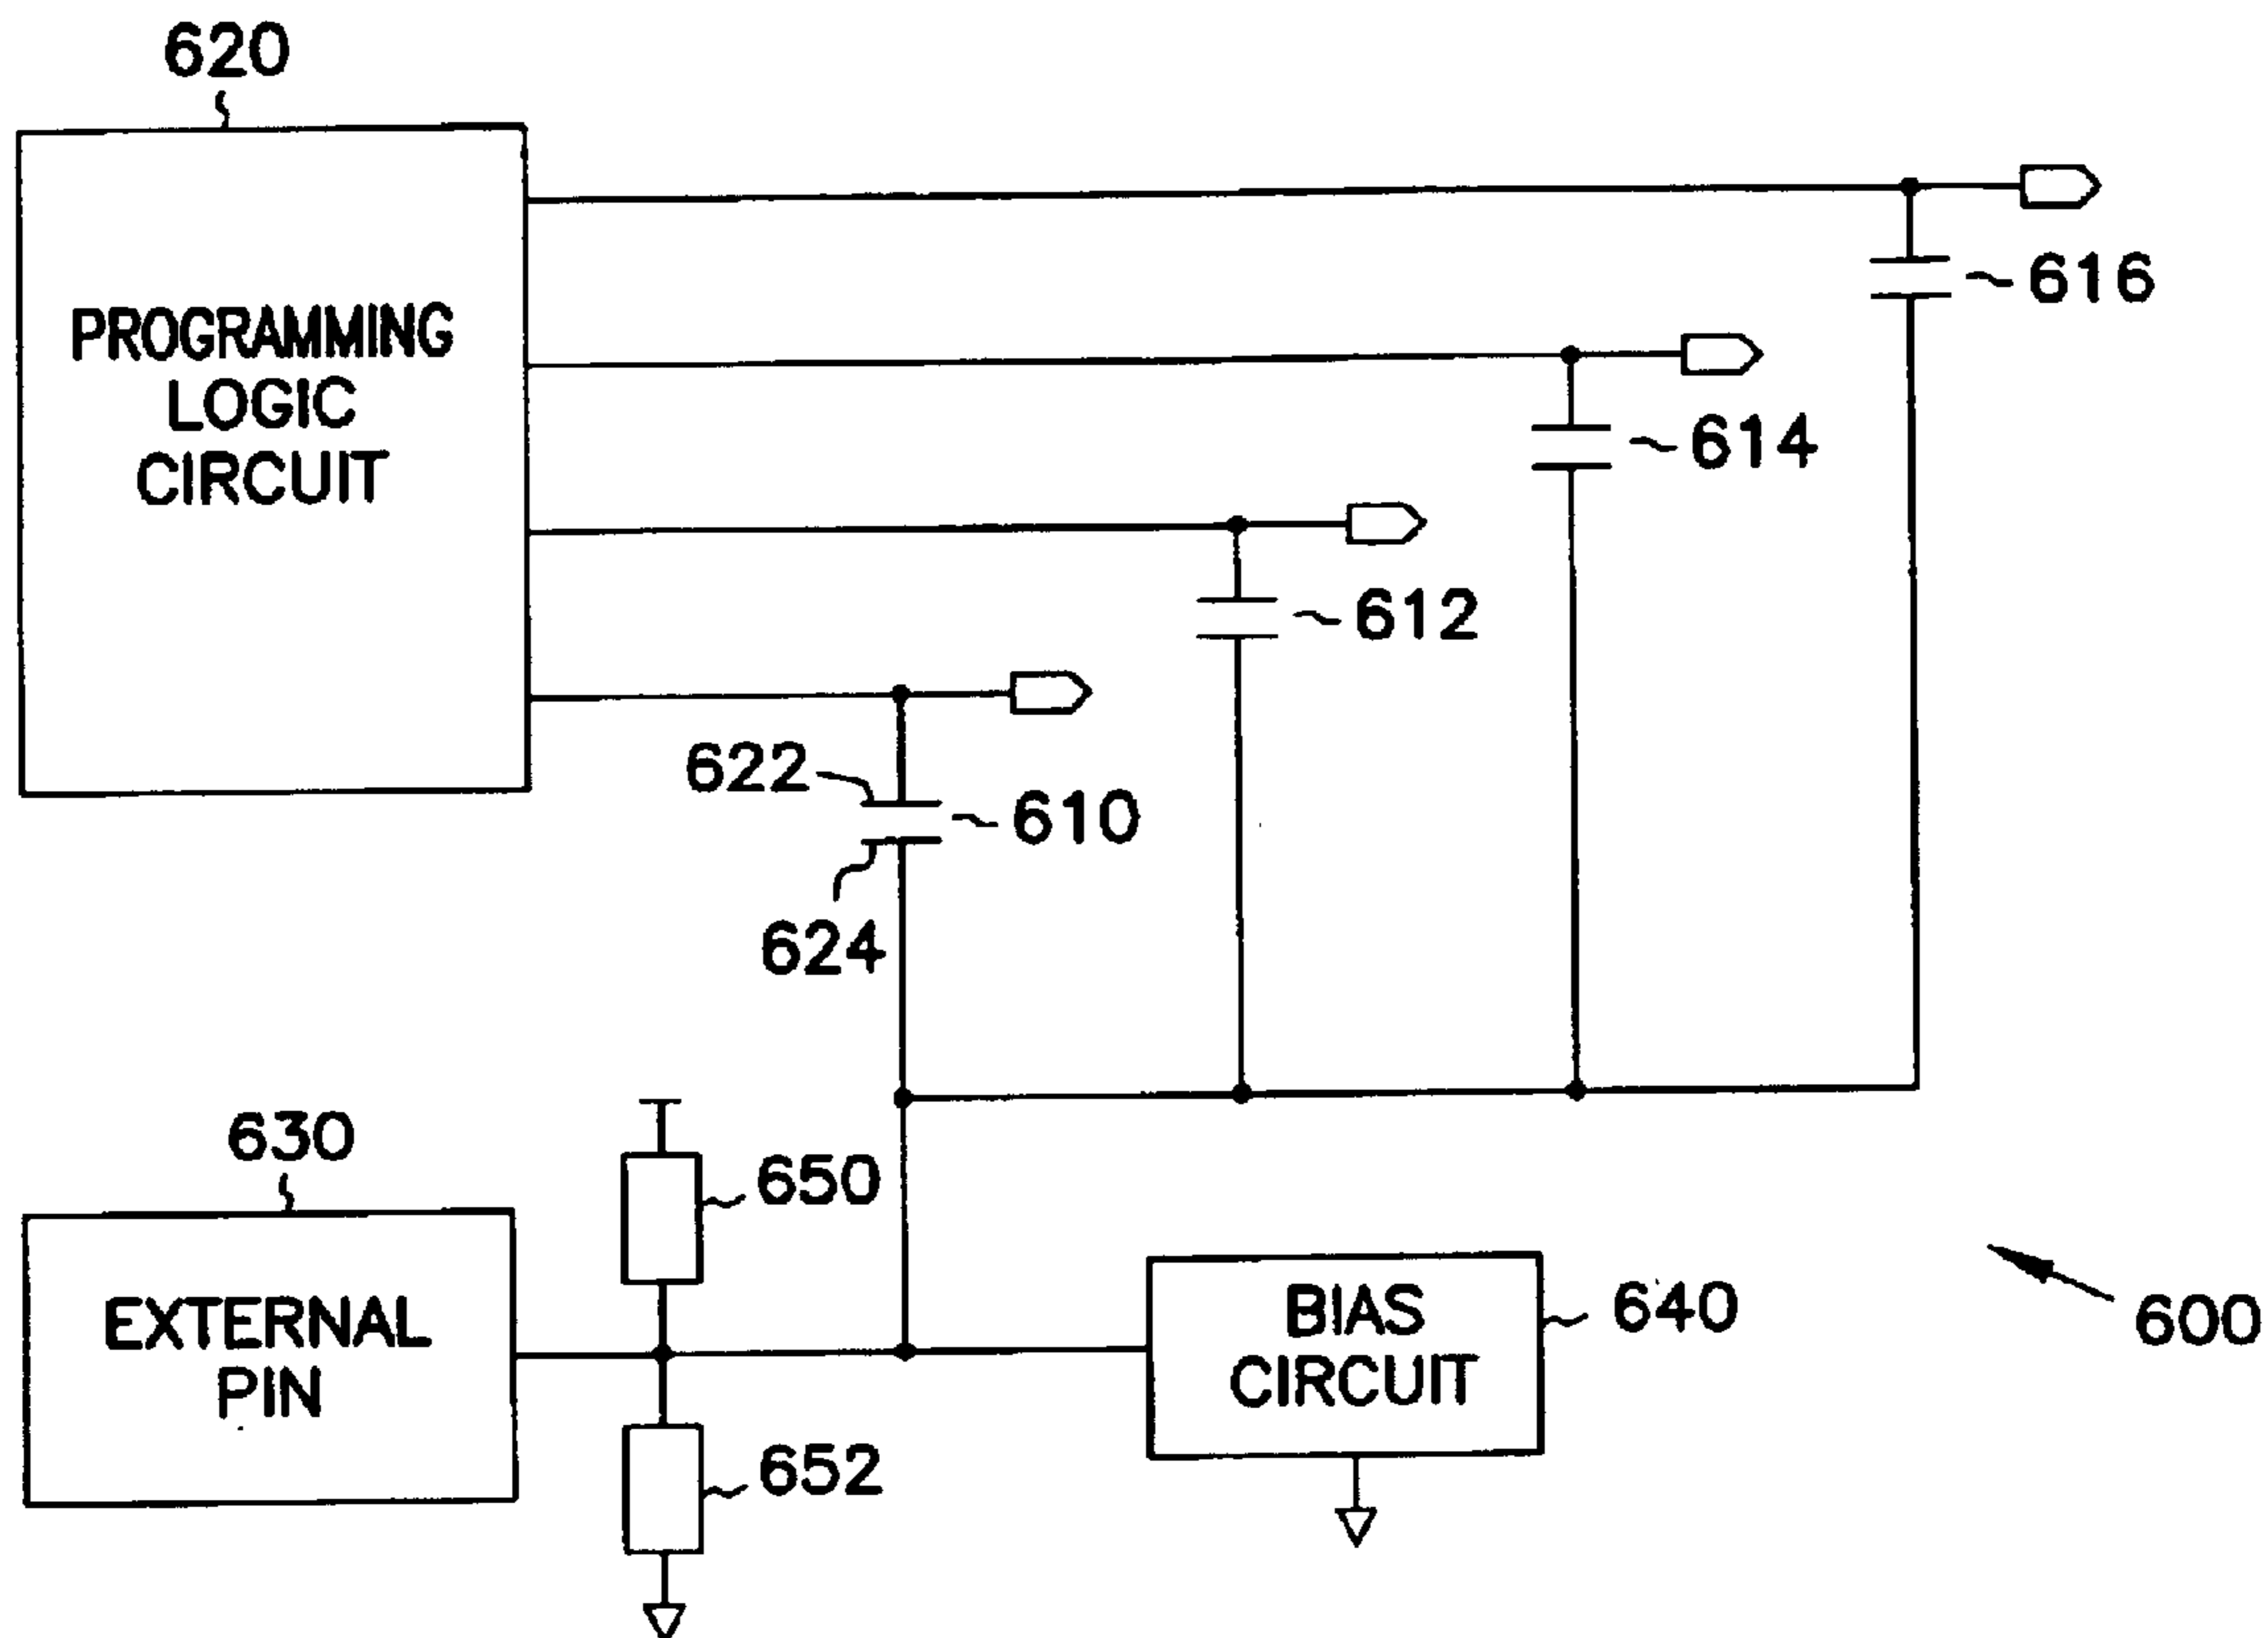 620
PROGRAMMING
LOGIC
CIRCUIT
616
614
612
622
610
624
630
EXTERNAL
PIN
650
652
BIAS
CIRCUIT
640
600